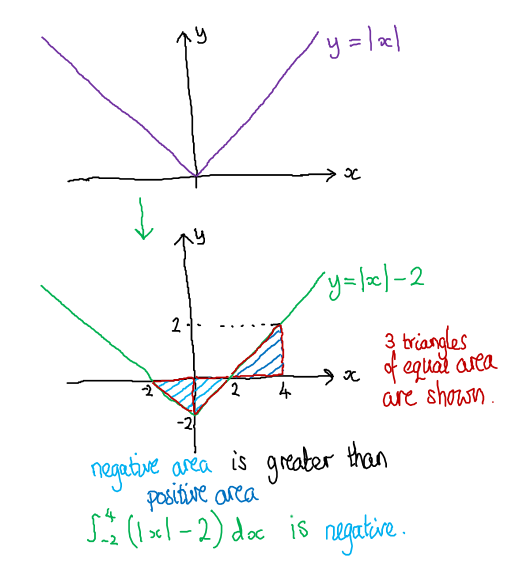 y
y = |x|
x
y
y = |x| - 2
2
3 triangles
of equal area
are shown.
-2
2
4
x
-2
negative area is greater than
positive area
∫₋₂⁴ (|x| - 2) dx is negative.